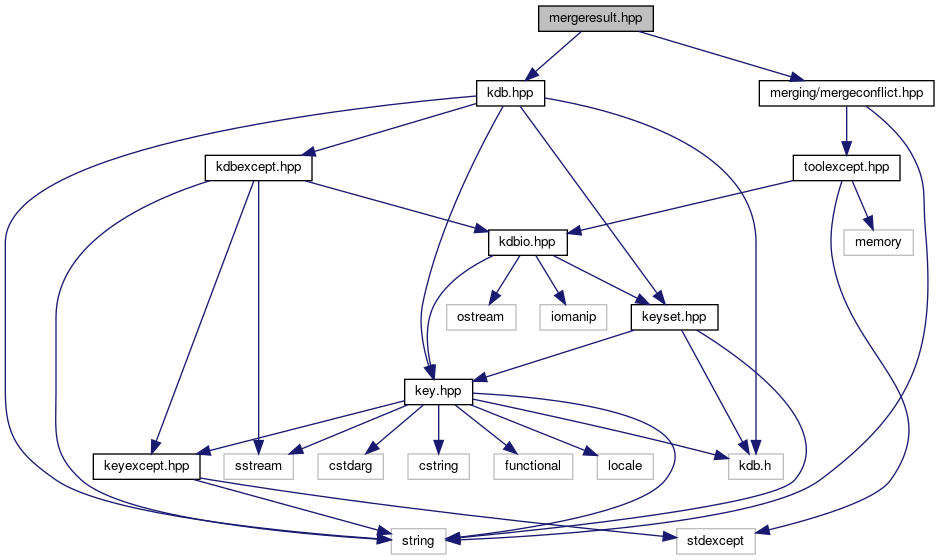 mergeresult.hpp
kdb.hpp
merging/mergeconflict.hpp
kdbexcept.hpp
toolexcept.hpp
kdbio.hpp
memory
ostream
iomanip
keyset.hpp
key.hpp
keyexcept.hpp
sstream
cstdarg
cstring
functional
locale
kdb.h
string
stdexcept